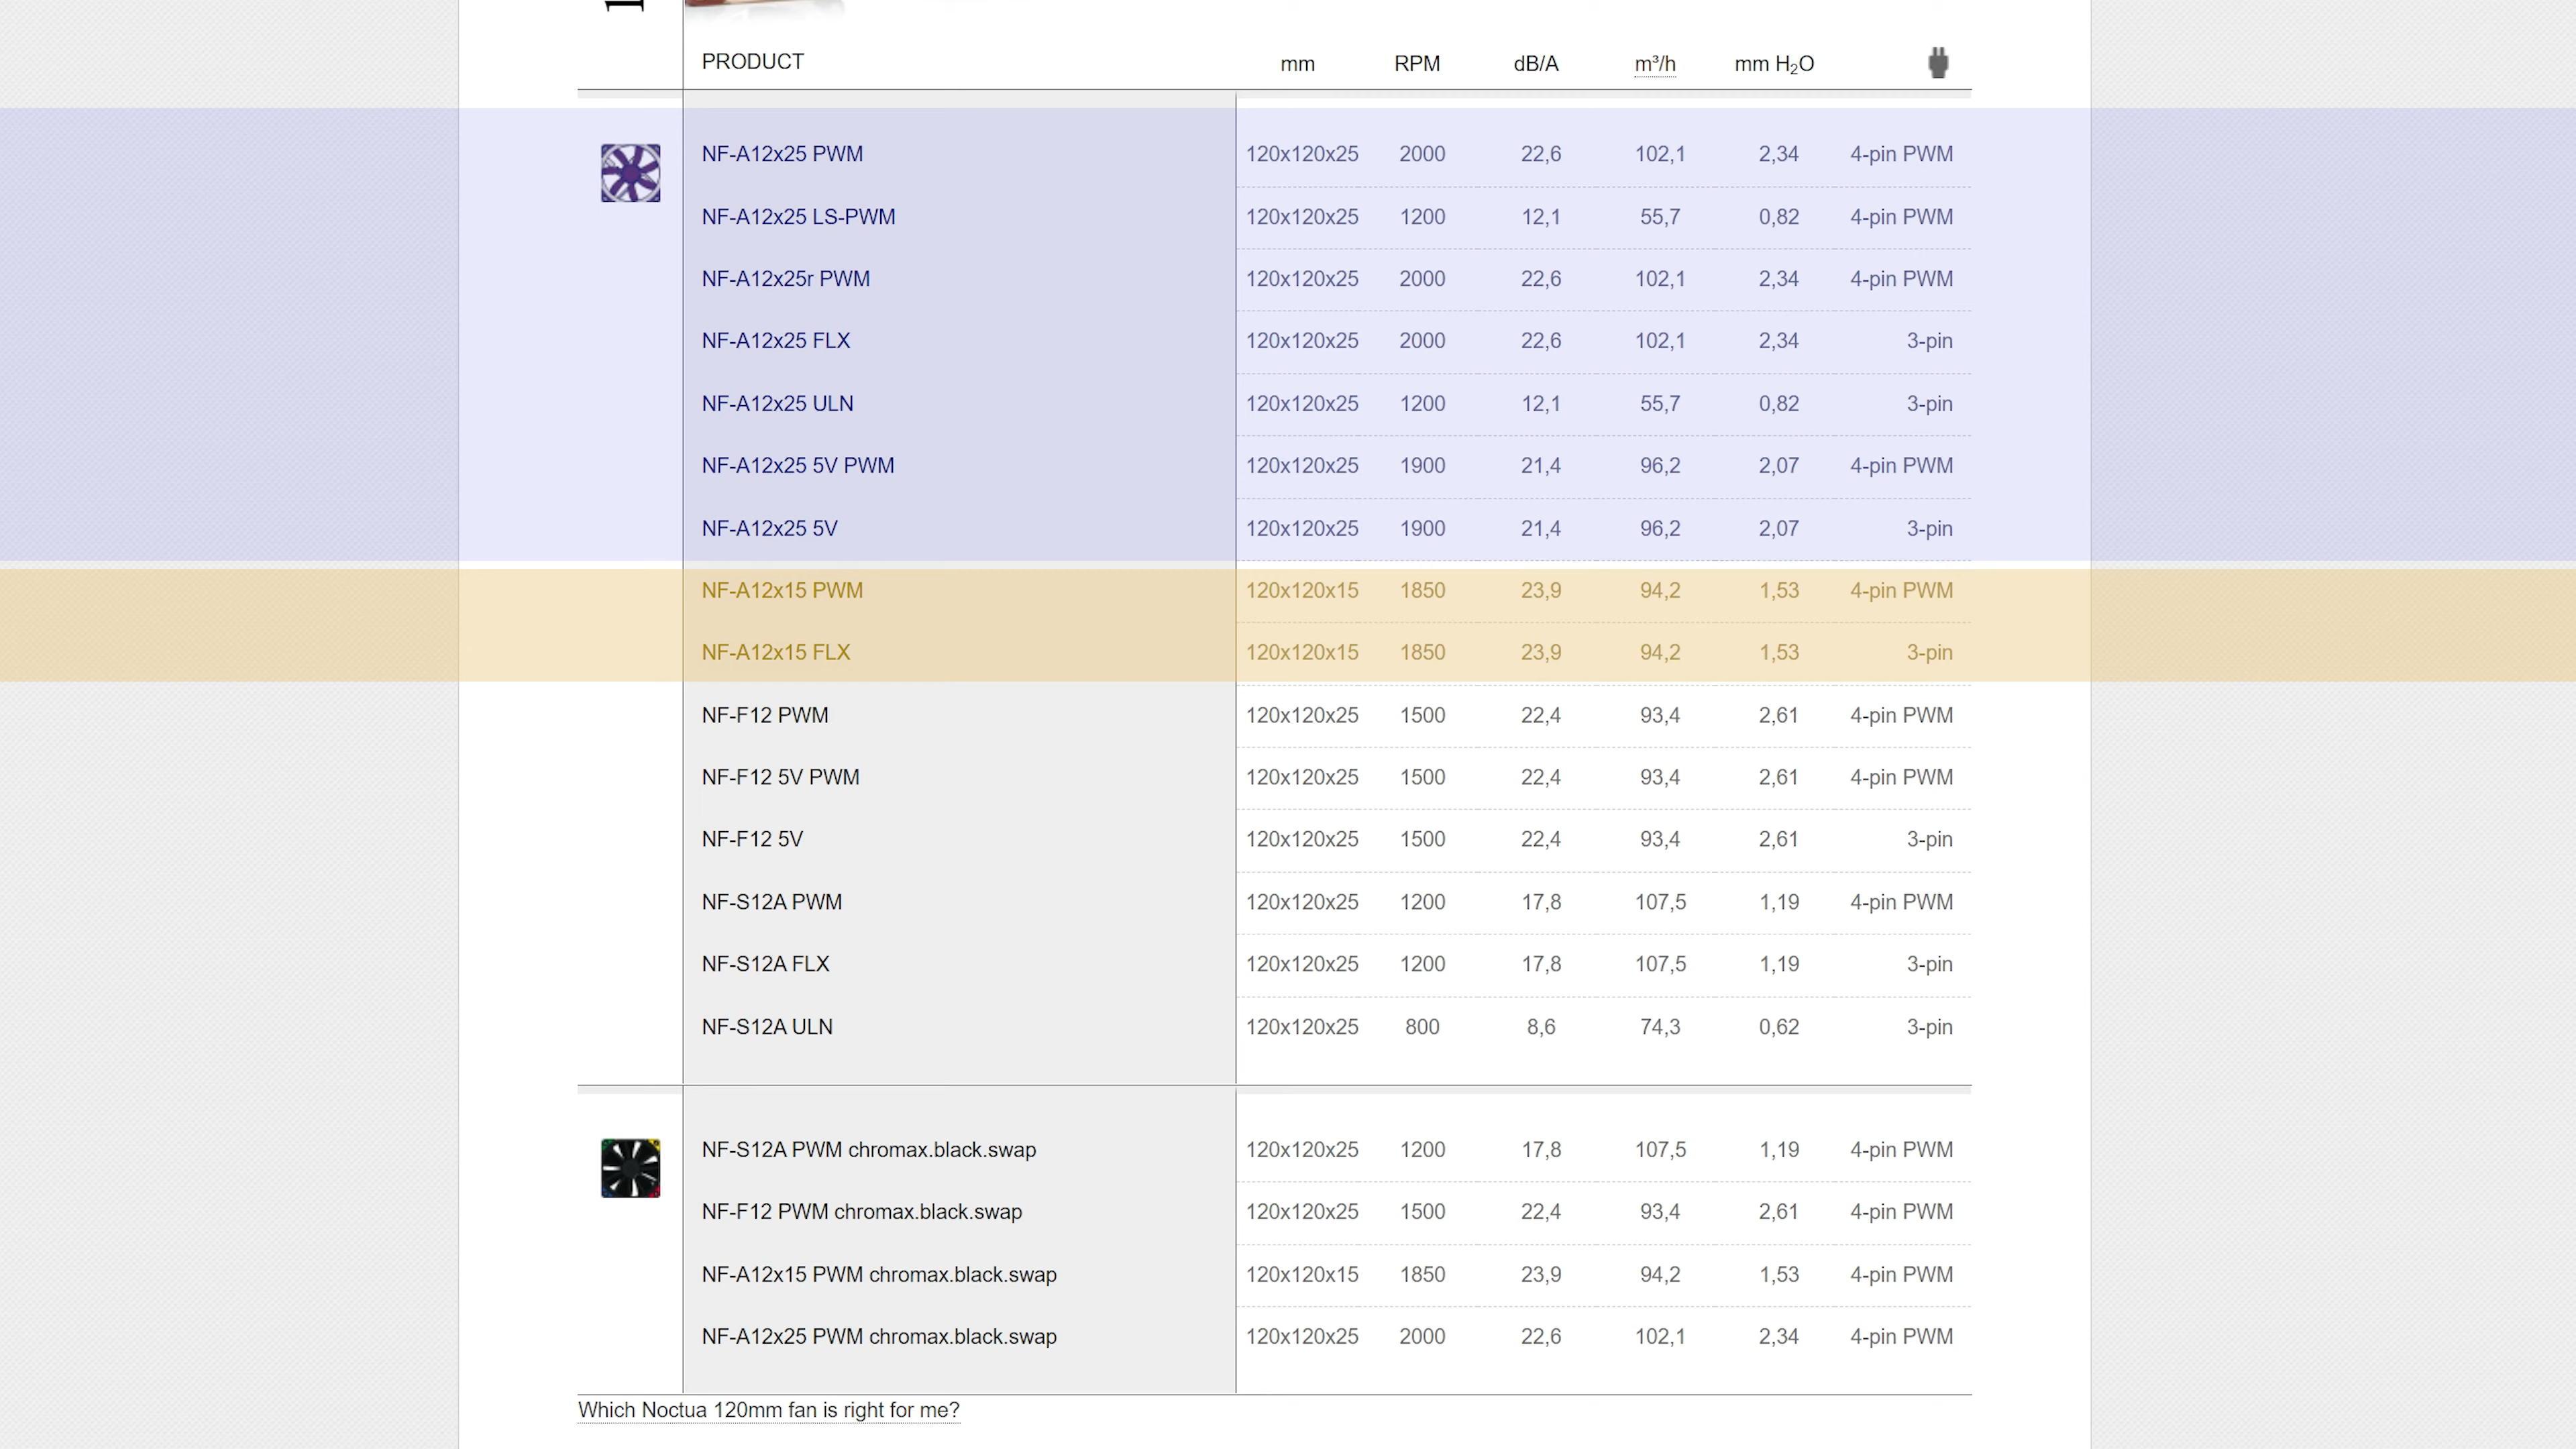 PRODUCT mm RPM dB/A m³/h mm H₂O
NF-A12x25 PWM 120x120x25 2000 22,6 102,1 2,34 4-pin PWM
NF-A12x25 LS-PWM 120x120x25 1200 12,1 55,7 0,82 4-pin PWM
NF-A12x25r PWM 120x120x25 2000 22,6 102,1 2,34 4-pin PWM
NF-A12x25 FLX 120x120x25 2000 22,6 102,1 2,34 3-pin
NF-A12x25 ULN 120x120x25 1200 12,1 55,7 0,82 3-pin
NF-A12x25 5V PWM 120x120x25 1900 21,4 96,2 2,07 4-pin PWM
NF-A12x25 5V 120x120x25 1900 21,4 96,2 2,07 3-pin
NF-A12x15 PWM 120x120x15 1850 23,9 94,2 1,53 4-pin PWM
NF-A12x15 FLX 120x120x15 1850 23,9 94,2 1,53 3-pin
NF-F12 PWM 120x120x25 1500 22,4 93,4 2,61 4-pin PWM
NF-F12 5V PWM 120x120x25 1500 22,4 93,4 2,61 4-pin PWM
NF-F12 5V 120x120x25 1500 22,4 93,4 2,61 3-pin
NF-S12A PWM 120x120x25 1200 17,8 107,5 1,19 4-pin PWM
NF-S12A FLX 120x120x25 1200 17,8 107,5 1,19 3-pin
NF-S12A ULN 120x120x25 800 8,6 74,3 0,62 3-pin
NF-S12A PWM chromax.black.swap 120x120x25 1200 17,8 107,5 1,19 4-pin PWM
NF-F12 PWM chromax.black.swap 120x120x25 1500 22,4 93,4 2,61 4-pin PWM
NF-A12x15 PWM chromax.black.swap 120x120x15 1850 23,9 94,2 1,53 4-pin PWM
NF-A12x25 PWM chromax.black.swap 120x120x25 2000 22,6 102,1 2,34 4-pin PWM
Which Noctua 120mm fan is right for me?